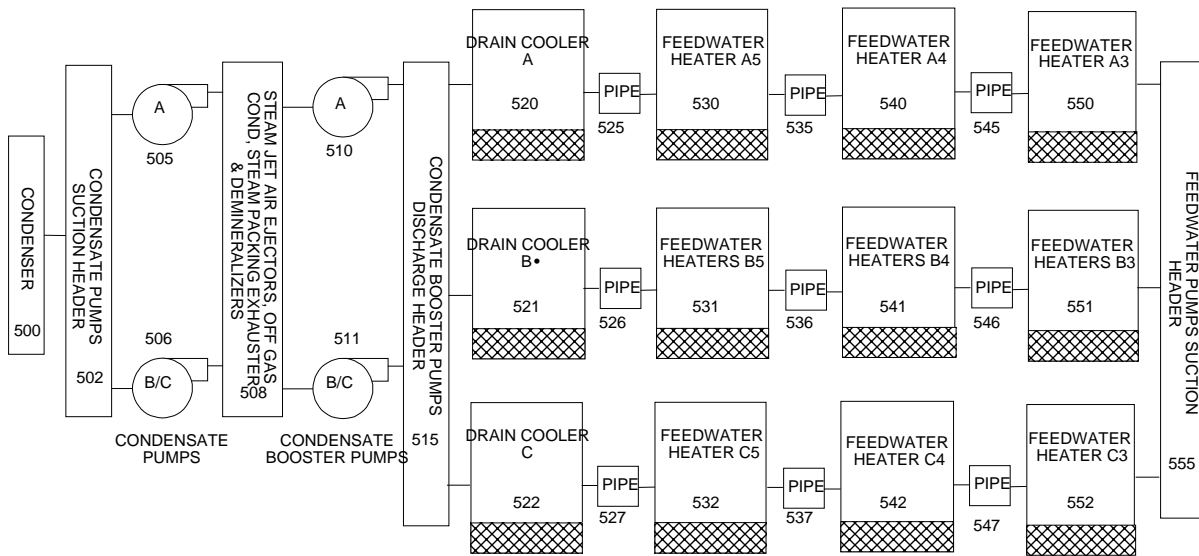 CONDENSER
500
CONDENSATE PUMPS
SUCTION HEADER
502
A
505
506
B/C
CONDENSATE
PUMPS
STEAM JET AIR EJECTORS, OFF GAS
COND, STEAM PACKING EXHAUSTER
& DEMINERALIZERS
508
A
510
511
B/C
CONDENSATE
BOOSTER PUMPS
CONDENSATE BOOSTER PUMPS
DISCHARGE HEADER
515
DRAIN COOLER
A
520
PIPE
525
FEEDWATER
HEATER A5
530
PIPE
535
FEEDWATER
HEATER A4
540
PIPE
545
FEEDWATER
HEATER A3
550
DRAIN COOLER
B•
521
PIPE
526
FEEDWATER
HEATERS B5
531
PIPE
536
FEEDWATER
HEATERS B4
541
PIPE
546
FEEDWATER
HEATERS B3
551
DRAIN COOLER
C
522
PIPE
527
FEEDWATER
HEATER C5
532
PIPE
537
FEEDWATER
HEATER C4
542
PIPE
547
FEEDWATER
HEATER C3
552
FEEDWATER PUMPS SUCTION
HEADER
555